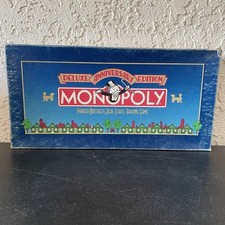 DELUXE ANNIVERSARY EDITION
MONOPOLY
PARKER BROTHERS REAL ESTATE TRADING GAME